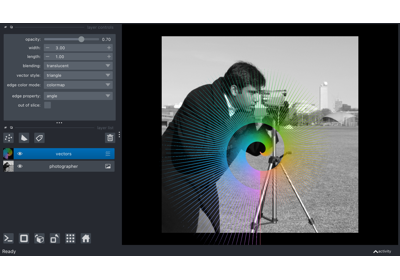 opacity: 0.70
width: 3.00
length: 1.00
blending: translucent
vector style: triangle
edge color mode: colormap
edge property: angle
out of slice:
vectors
photographer
Ready
activity